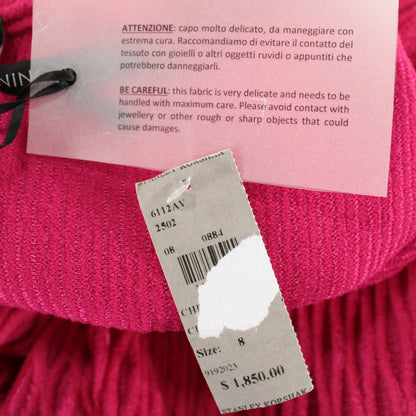 ATTENZIONE: capo molto delicato, da maneggiare con
estrema cura. Raccomandiamo di evitare il contatto del
tessuto con gioielli o altri oggetti ruvidi o appuntiti che
potrebbero danneggiarli.
BE CAREFUL: this fabric is very delicate and needs to be
handled with maximum care. Please avoid contact with
jewellery or other rough or sharp objects that could
cause damages.
NIN
STANLEY KORSHAK
6112AV
2502
08 0884
Size: 8
9192023
$ 1,850.00
STANLEY KORSHAK